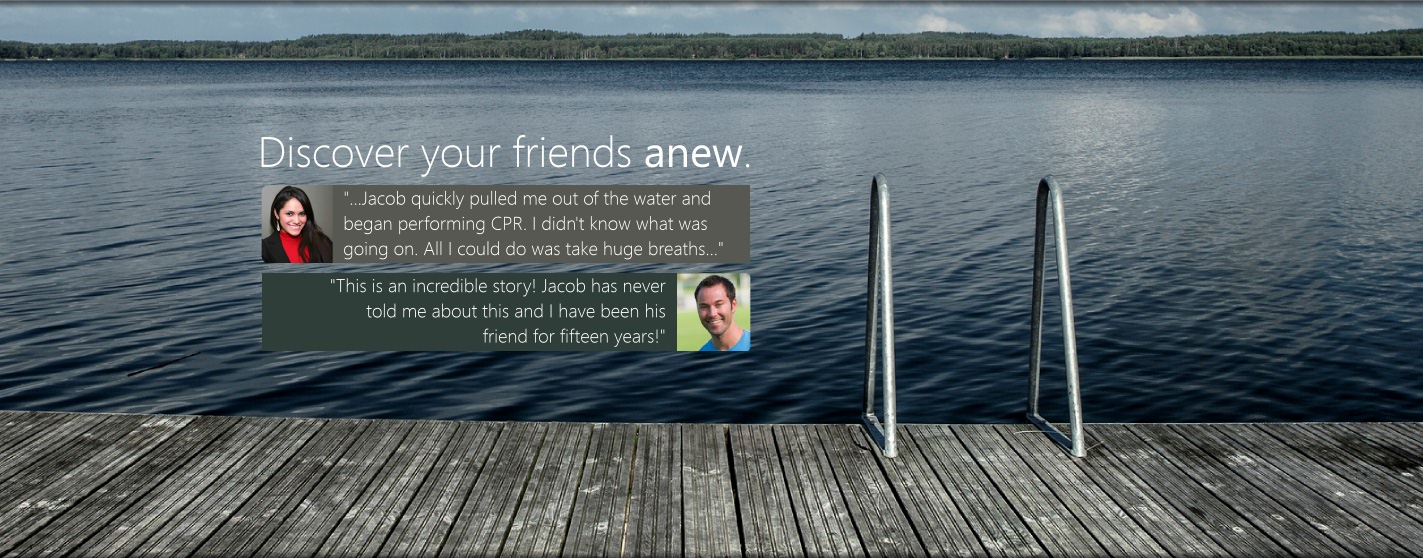 Discover your friends anew.
"...Jacob quickly pulled me out of the water and
began performing CPR. I didn't know what was
going on. All I could do was take huge breaths..."
"This is an incredible story! Jacob has never
told me about this and I have been his
friend for fifteen years!"